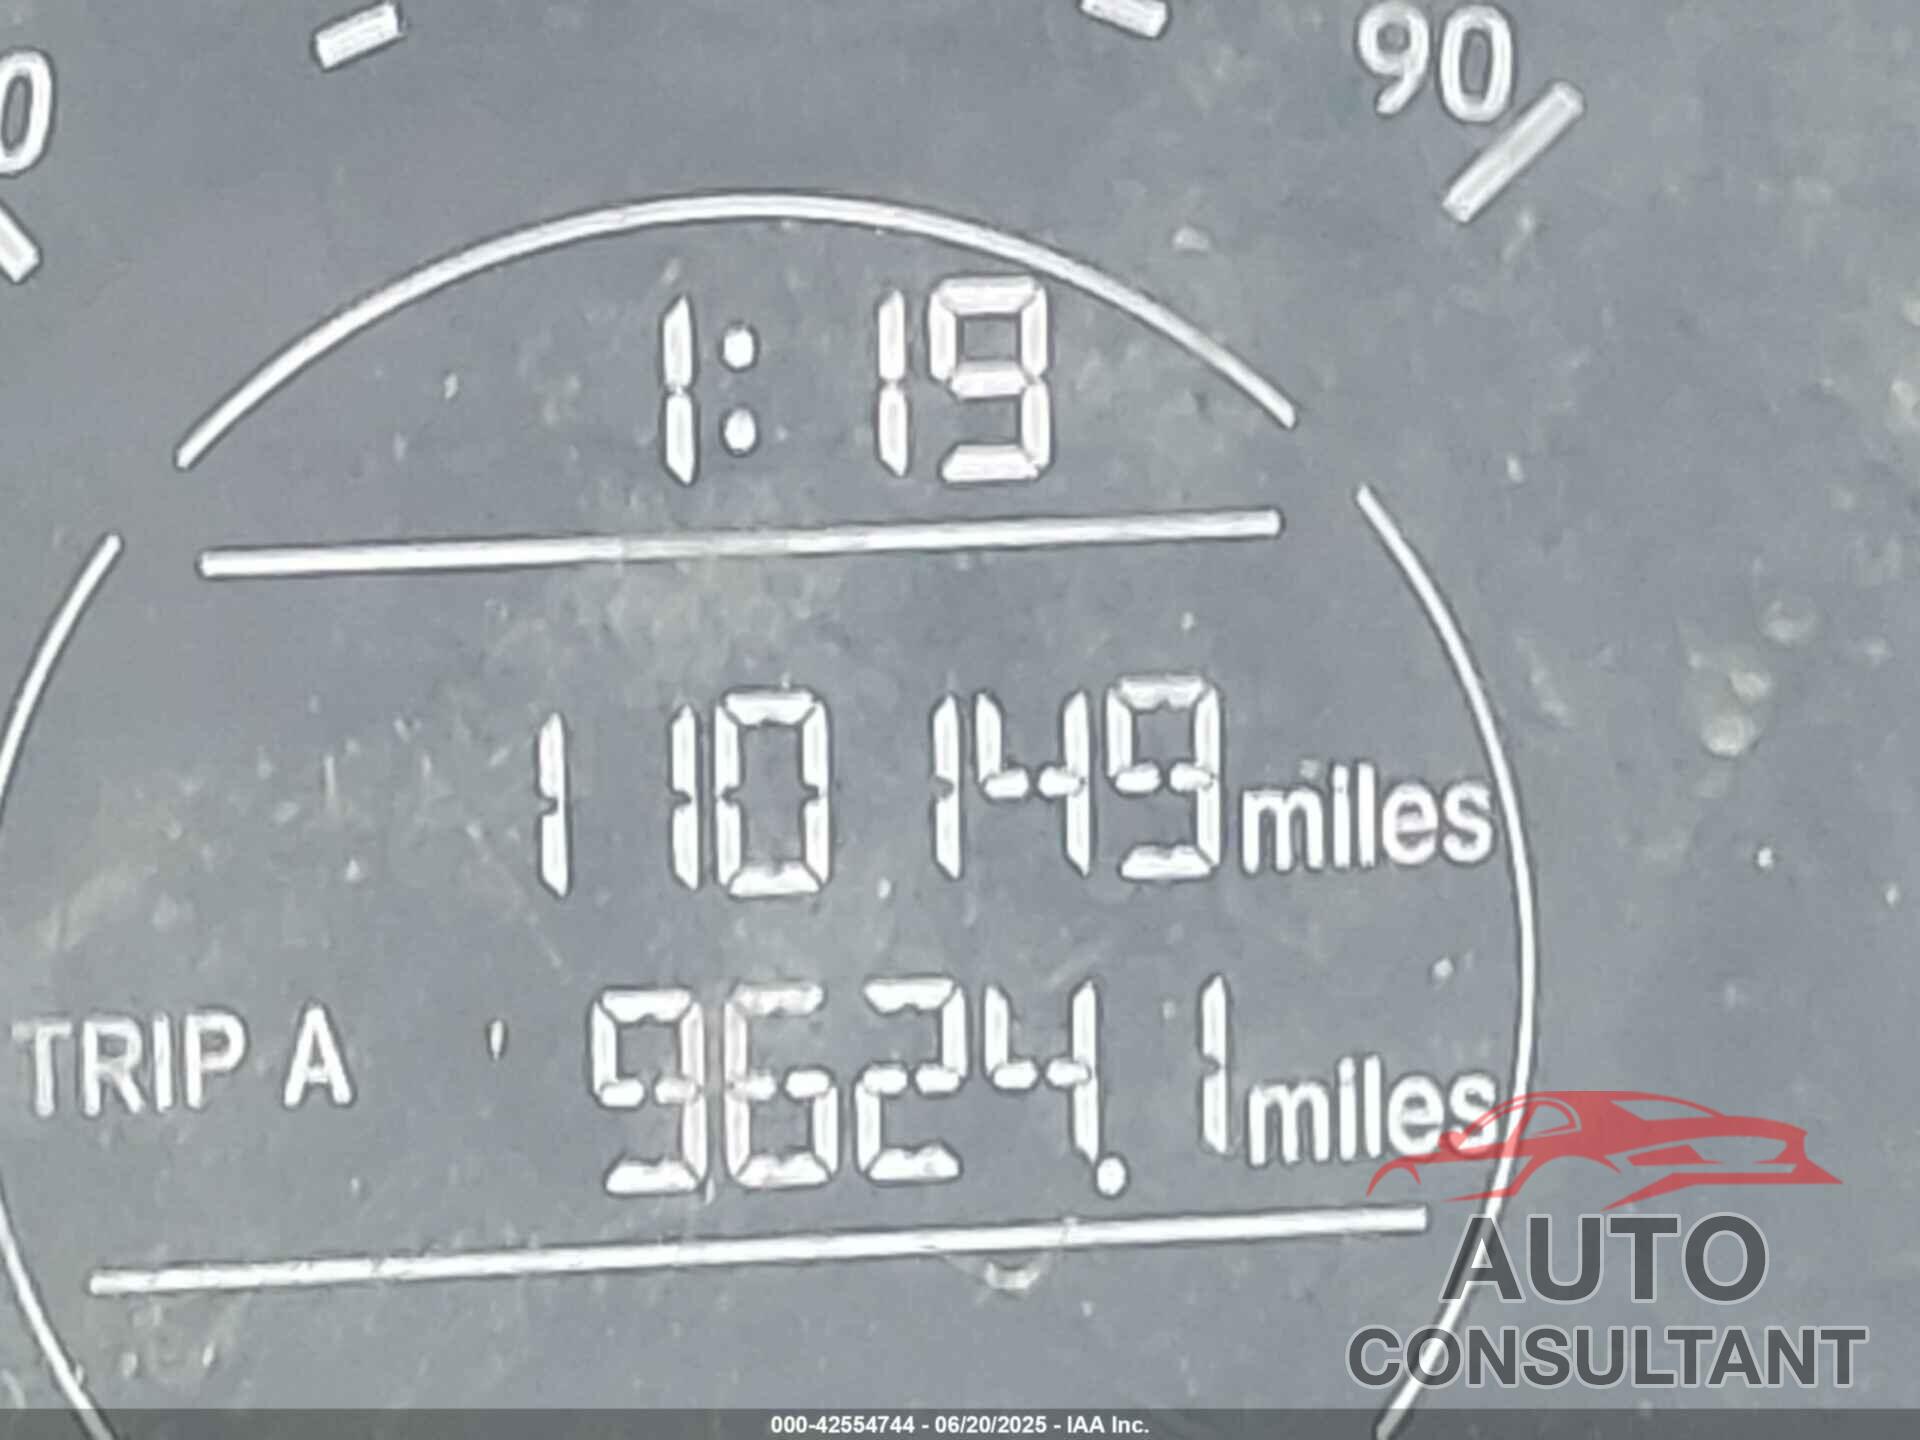 90
1:19
110149 miles
TRIP A 9624.1 miles
AUTO
CONSULTANT
000-42554744 - 06/20/2025 - IAA Inc.